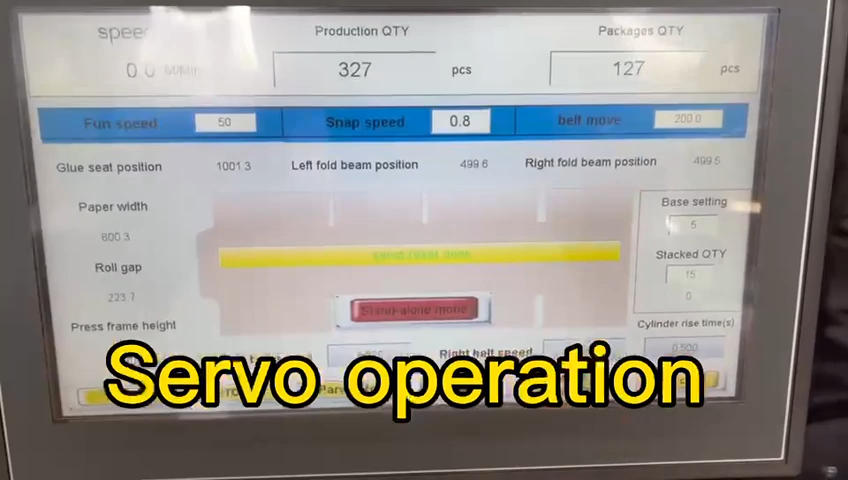 speed Production QTY Packages QTY
0.0 327 pcs 127 pcs
Fun speed 50 Snap speed 0.8 belt move 200.0
Glue seat position 1001.3 Left fold beam position 499.6 Right fold beam position 499.5
Paper width Base setting
800.3 5
Roll gap Stacked QTY
223.7 15
Stand-alone mode 0
Press frame height Cylinder rise time(s)
Right belt speed 0.500
Servo operation